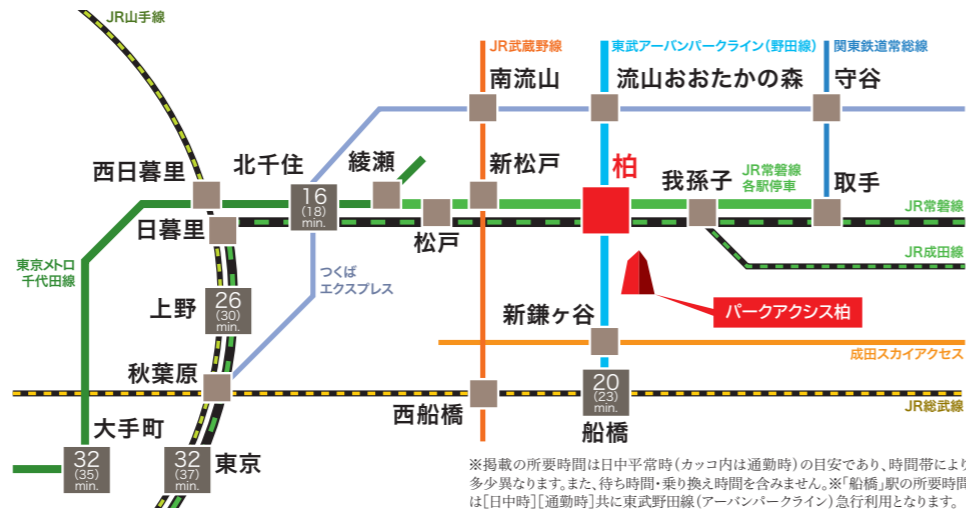 JR山手線
JR武蔵野線
東武アーバンパークライン(野田線)
関東鉄道常総線
南流山
流山おおたかの森
守谷
西日暮里
北千住
綾瀬
新松戸
柏
我孫子
JR常磐線
各駅停車
取手
16
(18)
min.
JR常磐線
日暮里
松戸
東京メトロ
千代田線
つくば
エクスプレス
JR成田線
上野
26
(30)
min.
パークアクシス柏
新鎌ヶ谷
成田スカイアクセス
秋葉原
20
(23)
min.
JR総武線
西船橋
船橋
大手町
32
(35)
min.
32
(37)
min.
東京
※掲載の所要時間は日中平常時(カッコ内は通勤時)の目安であり、時間帯により
多少異なります。また、待ち時間・乗り換え時間を含みません。※「船橋」駅の所要時間
は[日中時][通勤時]共に東武野田線(アーバンパークライン)急行利用となります。